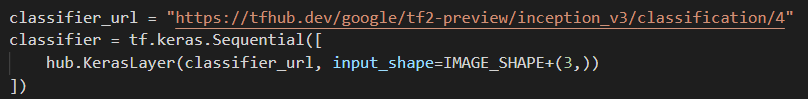 classifier_url = "https://tfhub.dev/google/tf2-preview/inception_v3/classification/4"
classifier = tf.keras.Sequential([
    hub.KerasLayer(classifier_url, input_shape=IMAGE_SHAPE+(3,))
])